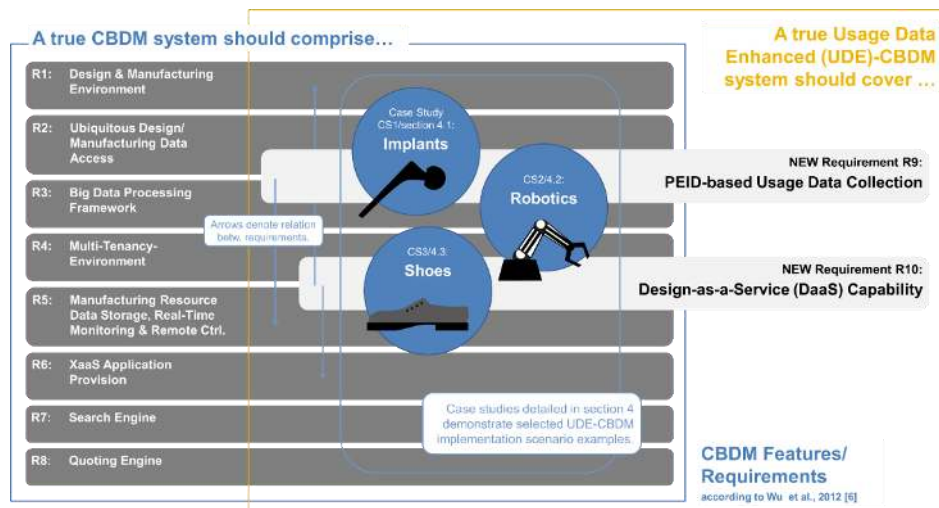 A true CBDM system should comprise…
A true Usage Data
Enhanced (UDE)-CBDM
system should cover …
R1: Design & Manufacturing
Environment
R2: Ubiquitous Design/
Manufacturing Data
Access
R3: Big Data Processing
Framework
R4: Multi-Tenancy-
Environment
R5: Manufacturing Resource
Data Storage, Real-Time
Monitoring & Remote Ctrl.
R6: XaaS Application
Provision
R7: Search Engine
R8: Quoting Engine
Arrows denote relation
betw. requirements.
Case Study
CS1/section 4.1:
Implants
CS2/4.2:
Robotics
CS3/4.3:
Shoes
NEW Requirement R9:
PEID-based Usage Data Collection
NEW Requirement R10:
Design-as-a-Service (DaaS) Capability
Case studies detailed in section 4
demonstrate selected UDE-CBDM
implementation scenario examples.
CBDM Features/
Requirements
according to Wu et al., 2012 [6]